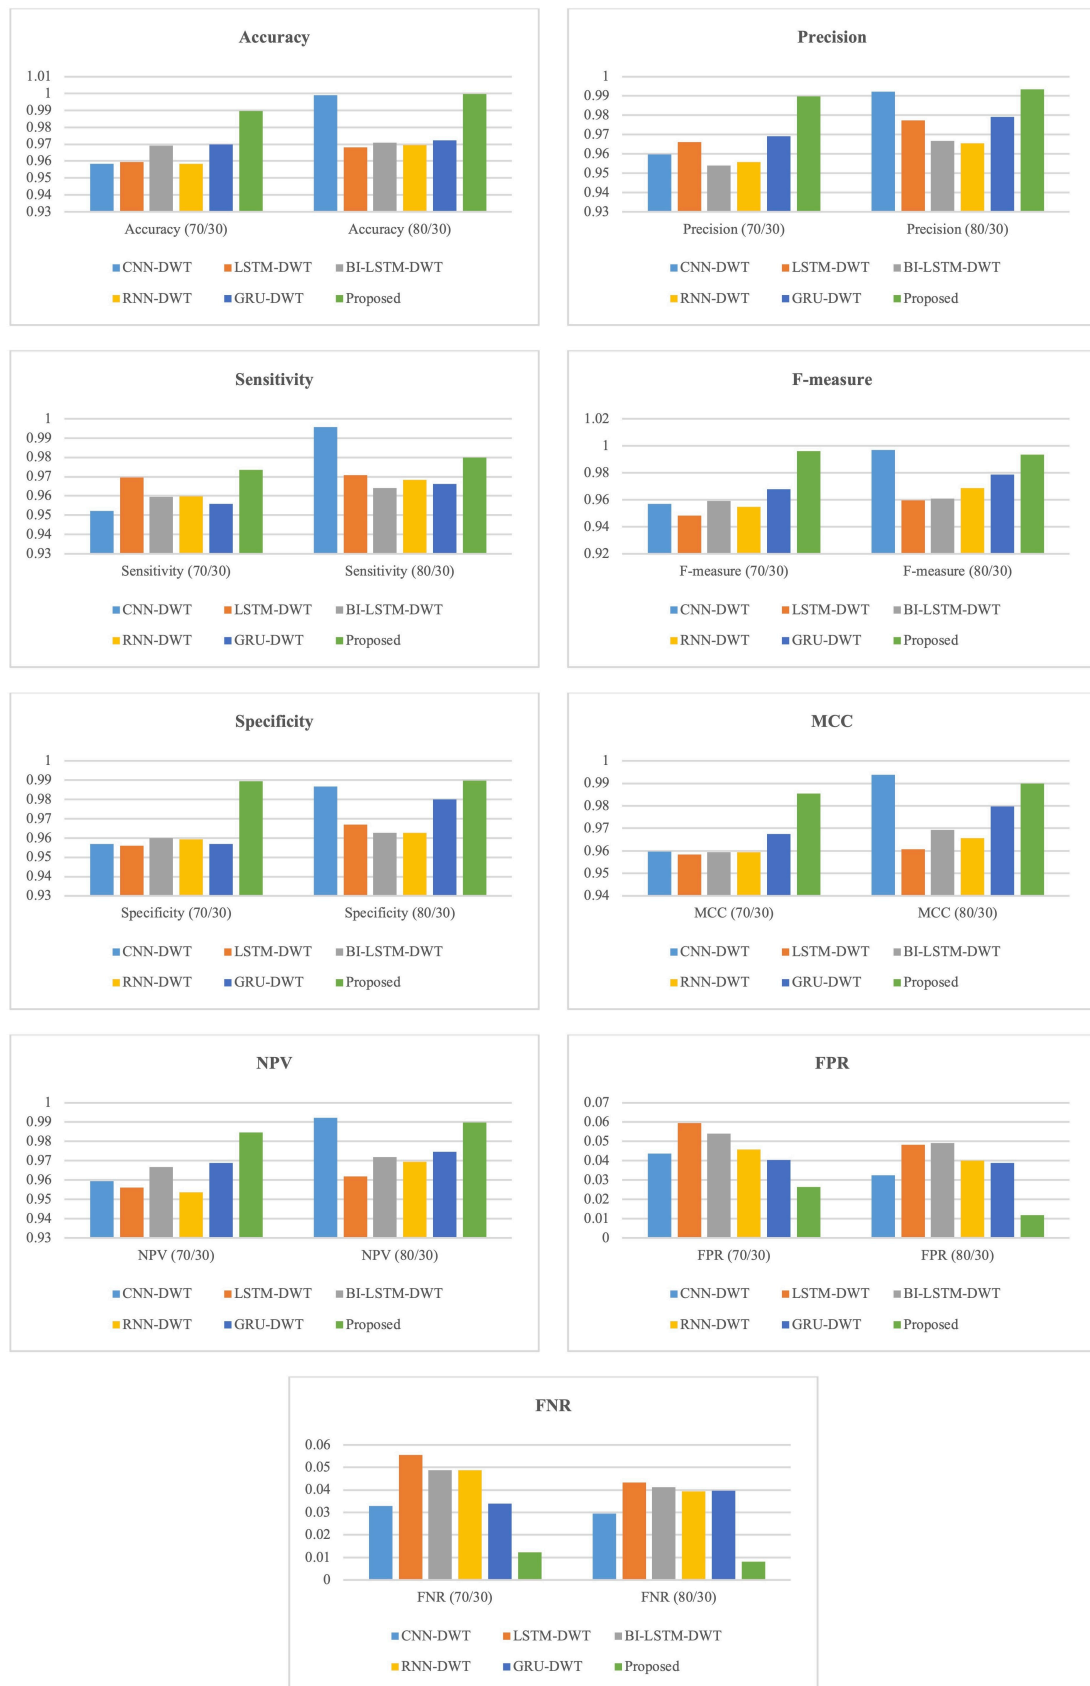 Accuracy
1.01
1
0.99
0.98
0.97
0.96
0.95
0.94
0.93
Accuracy (70/30) Accuracy (80/30)
CNN-DWT LSTM-DWT BI-LSTM-DWT
RNN-DWT GRU-DWT Proposed
Precision
1
0.99
0.98
0.97
0.96
0.95
0.94
0.93
Precision (70/30) Precision (80/30)
CNN-DWT LSTM-DWT BI-LSTM-DWT
RNN-DWT GRU-DWT Proposed
Sensitivity
1
0.99
0.98
0.97
0.96
0.95
0.94
0.93
Sensitivity (70/30) Sensitivity (80/30)
CNN-DWT LSTM-DWT BI-LSTM-DWT
RNN-DWT GRU-DWT Proposed
F-measure
1.02
1
0.98
0.96
0.94
0.92
F-measure (70/30) F-measure (80/30)
CNN-DWT LSTM-DWT BI-LSTM-DWT
RNN-DWT GRU-DWT Proposed
Specificity
1
0.99
0.98
0.97
0.96
0.95
0.94
0.93
Specificity (70/30) Specificity (80/30)
CNN-DWT LSTM-DWT BI-LSTM-DWT
RNN-DWT GRU-DWT Proposed
MCC
1
0.99
0.98
0.97
0.96
0.95
0.94
MCC (70/30) MCC (80/30)
CNN-DWT LSTM-DWT BI-LSTM-DWT
RNN-DWT GRU-DWT Proposed
NPV
1
0.99
0.98
0.97
0.96
0.95
0.94
0.93
NPV (70/30) NPV (80/30)
CNN-DWT LSTM-DWT BI-LSTM-DWT
RNN-DWT GRU-DWT Proposed
FPR
0.07
0.06
0.05
0.04
0.03
0.02
0.01
0
FPR (70/30) FPR (80/30)
CNN-DWT LSTM-DWT BI-LSTM-DWT
RNN-DWT GRU-DWT Proposed
FNR
0.06
0.05
0.04
0.03
0.02
0.01
0
FNR (70/30) FNR (80/30)
CNN-DWT LSTM-DWT BI-LSTM-DWT
RNN-DWT GRU-DWT Proposed